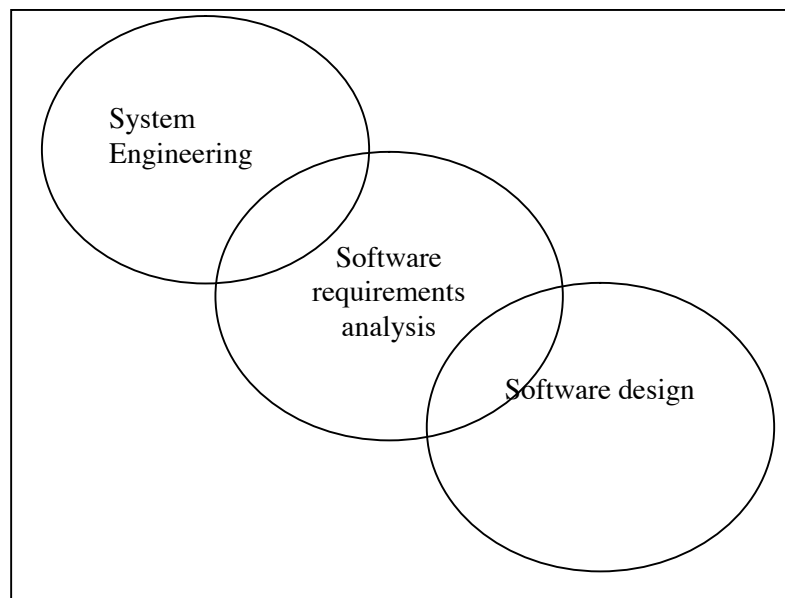 System
Engineering
Software
requirements
analysis
Software design